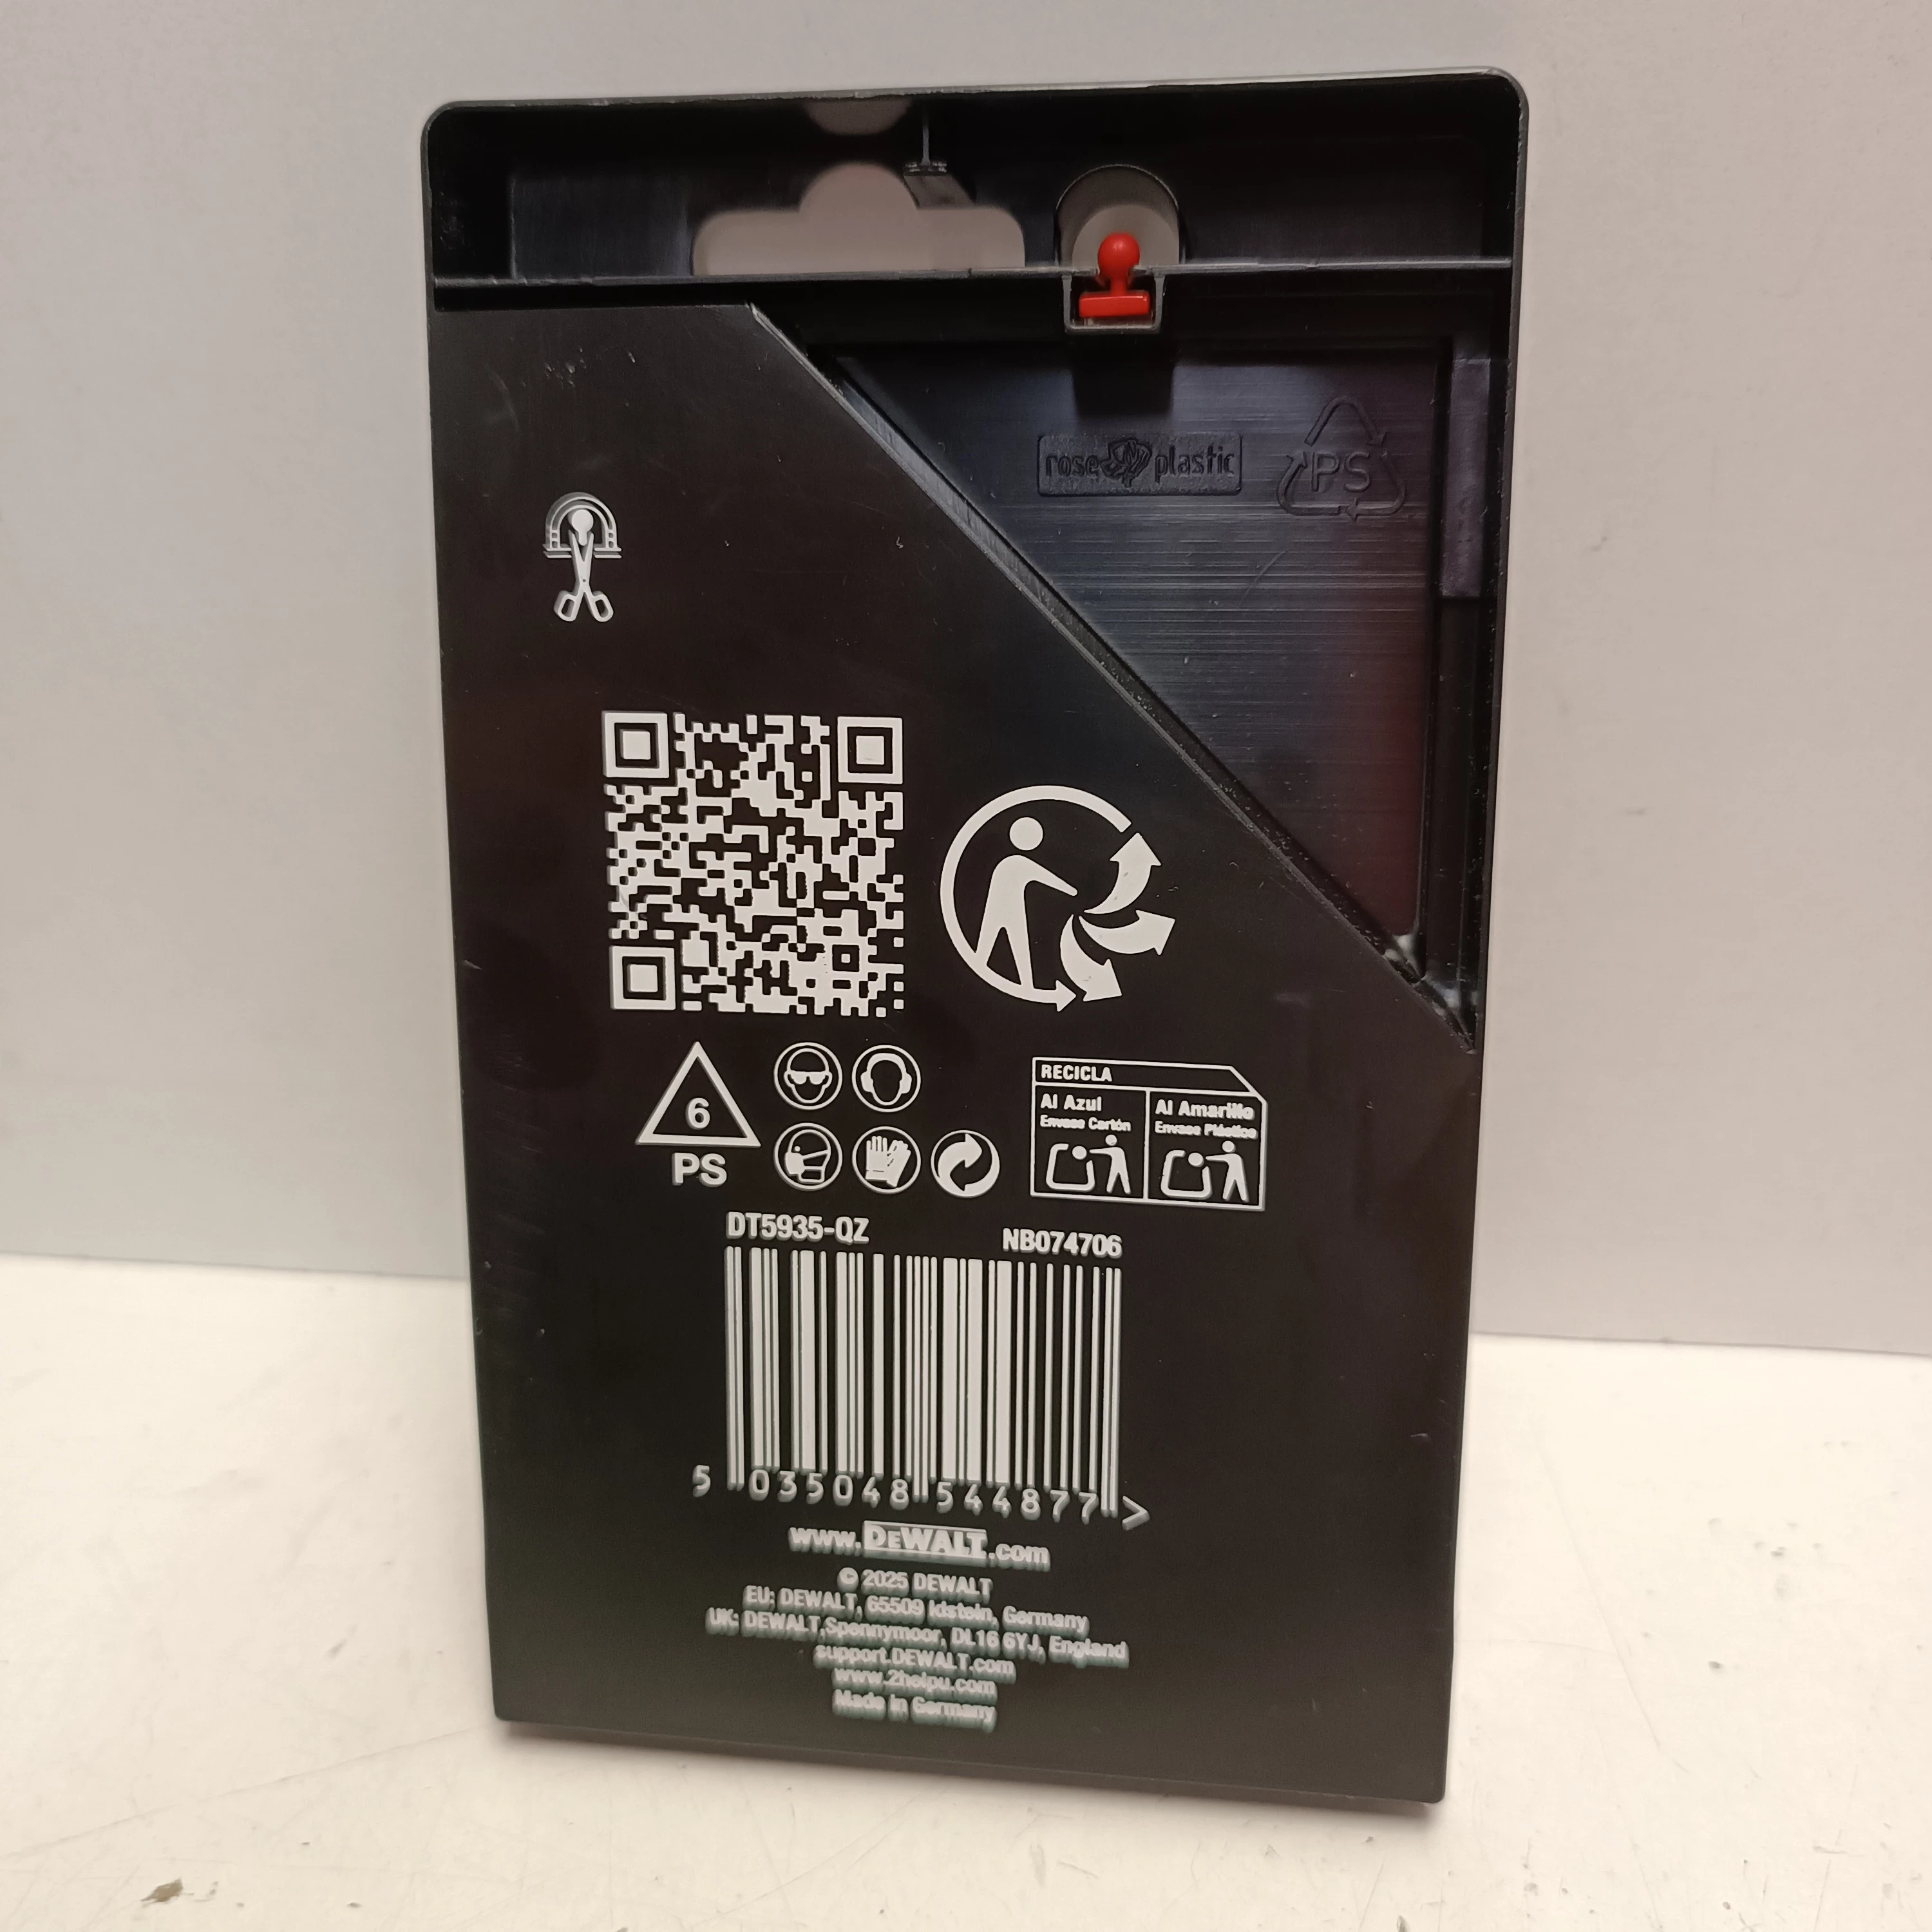 rose plastic
PS
RECICLA
Al Azul
Envase Cartón
Al Amarillo
Envase Plástico
6
PS
DT5935-QZ
NB074706
5 035048 544877 >
www.DEWALT.com
© 2025 DEWALT
EU: DEWALT, 65509 Idstein, Germany
UK: DEWALT,Spennymoor, DL16 6YJ, England
support.DEWALT.com
www.2helpu.com
Made in Germany